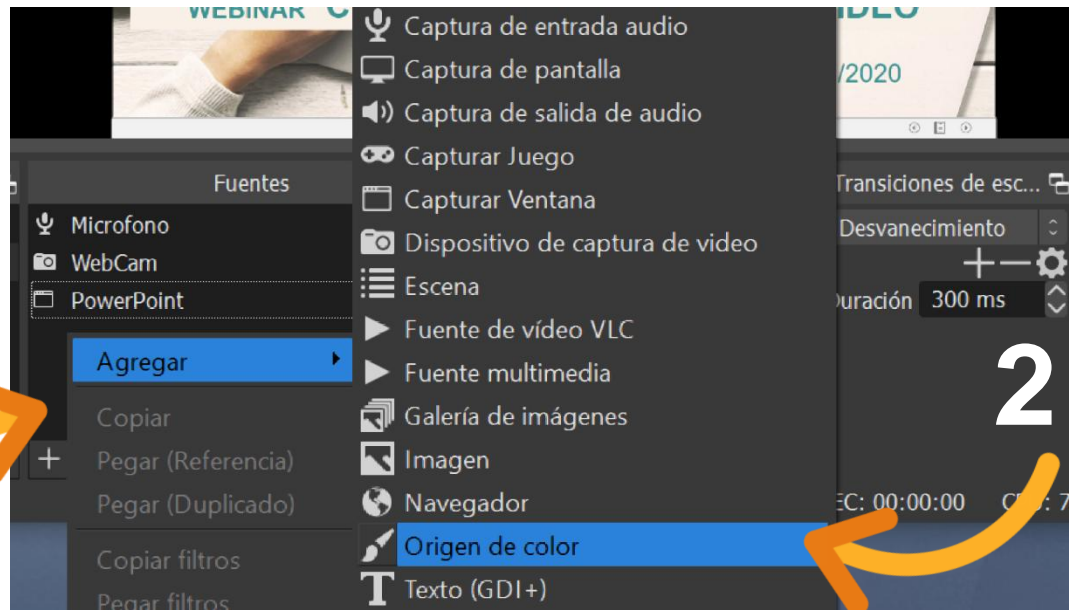 WEBINAR
/2020
Fuentes
Microfono
WebCam
PowerPoint
Agregar
Copiar
Pegar (Referencia)
Pegar (Duplicado)
Copiar filtros
Pegar filtros
Captura de entrada audio
Captura de pantalla
Captura de salida de audio
Capturar Juego
Capturar Ventana
Dispositivo de captura de video
Escena
Fuente de vídeo VLC
Fuente multimedia
Galería de imágenes
Imagen
Navegador
Origen de color
Texto (GDI+)
Transiciones de esc...
Desvanecimiento
Duración 300 ms
2
EC: 00:00:00